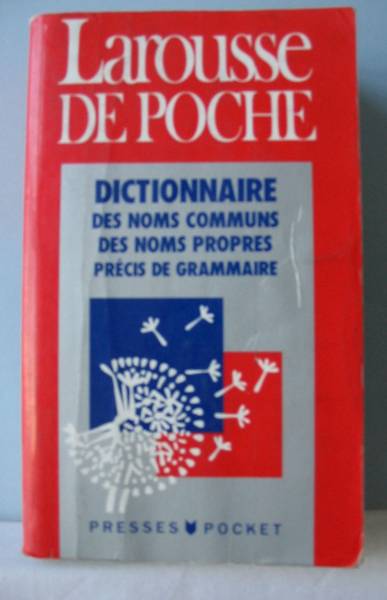 Larousse
DE POCHE
DICTIONNAIRE
DES NOMS COMMUNS
DES NOMS PROPRES
PRÉCIS DE GRAMMAIRE
PRESSES POCKET